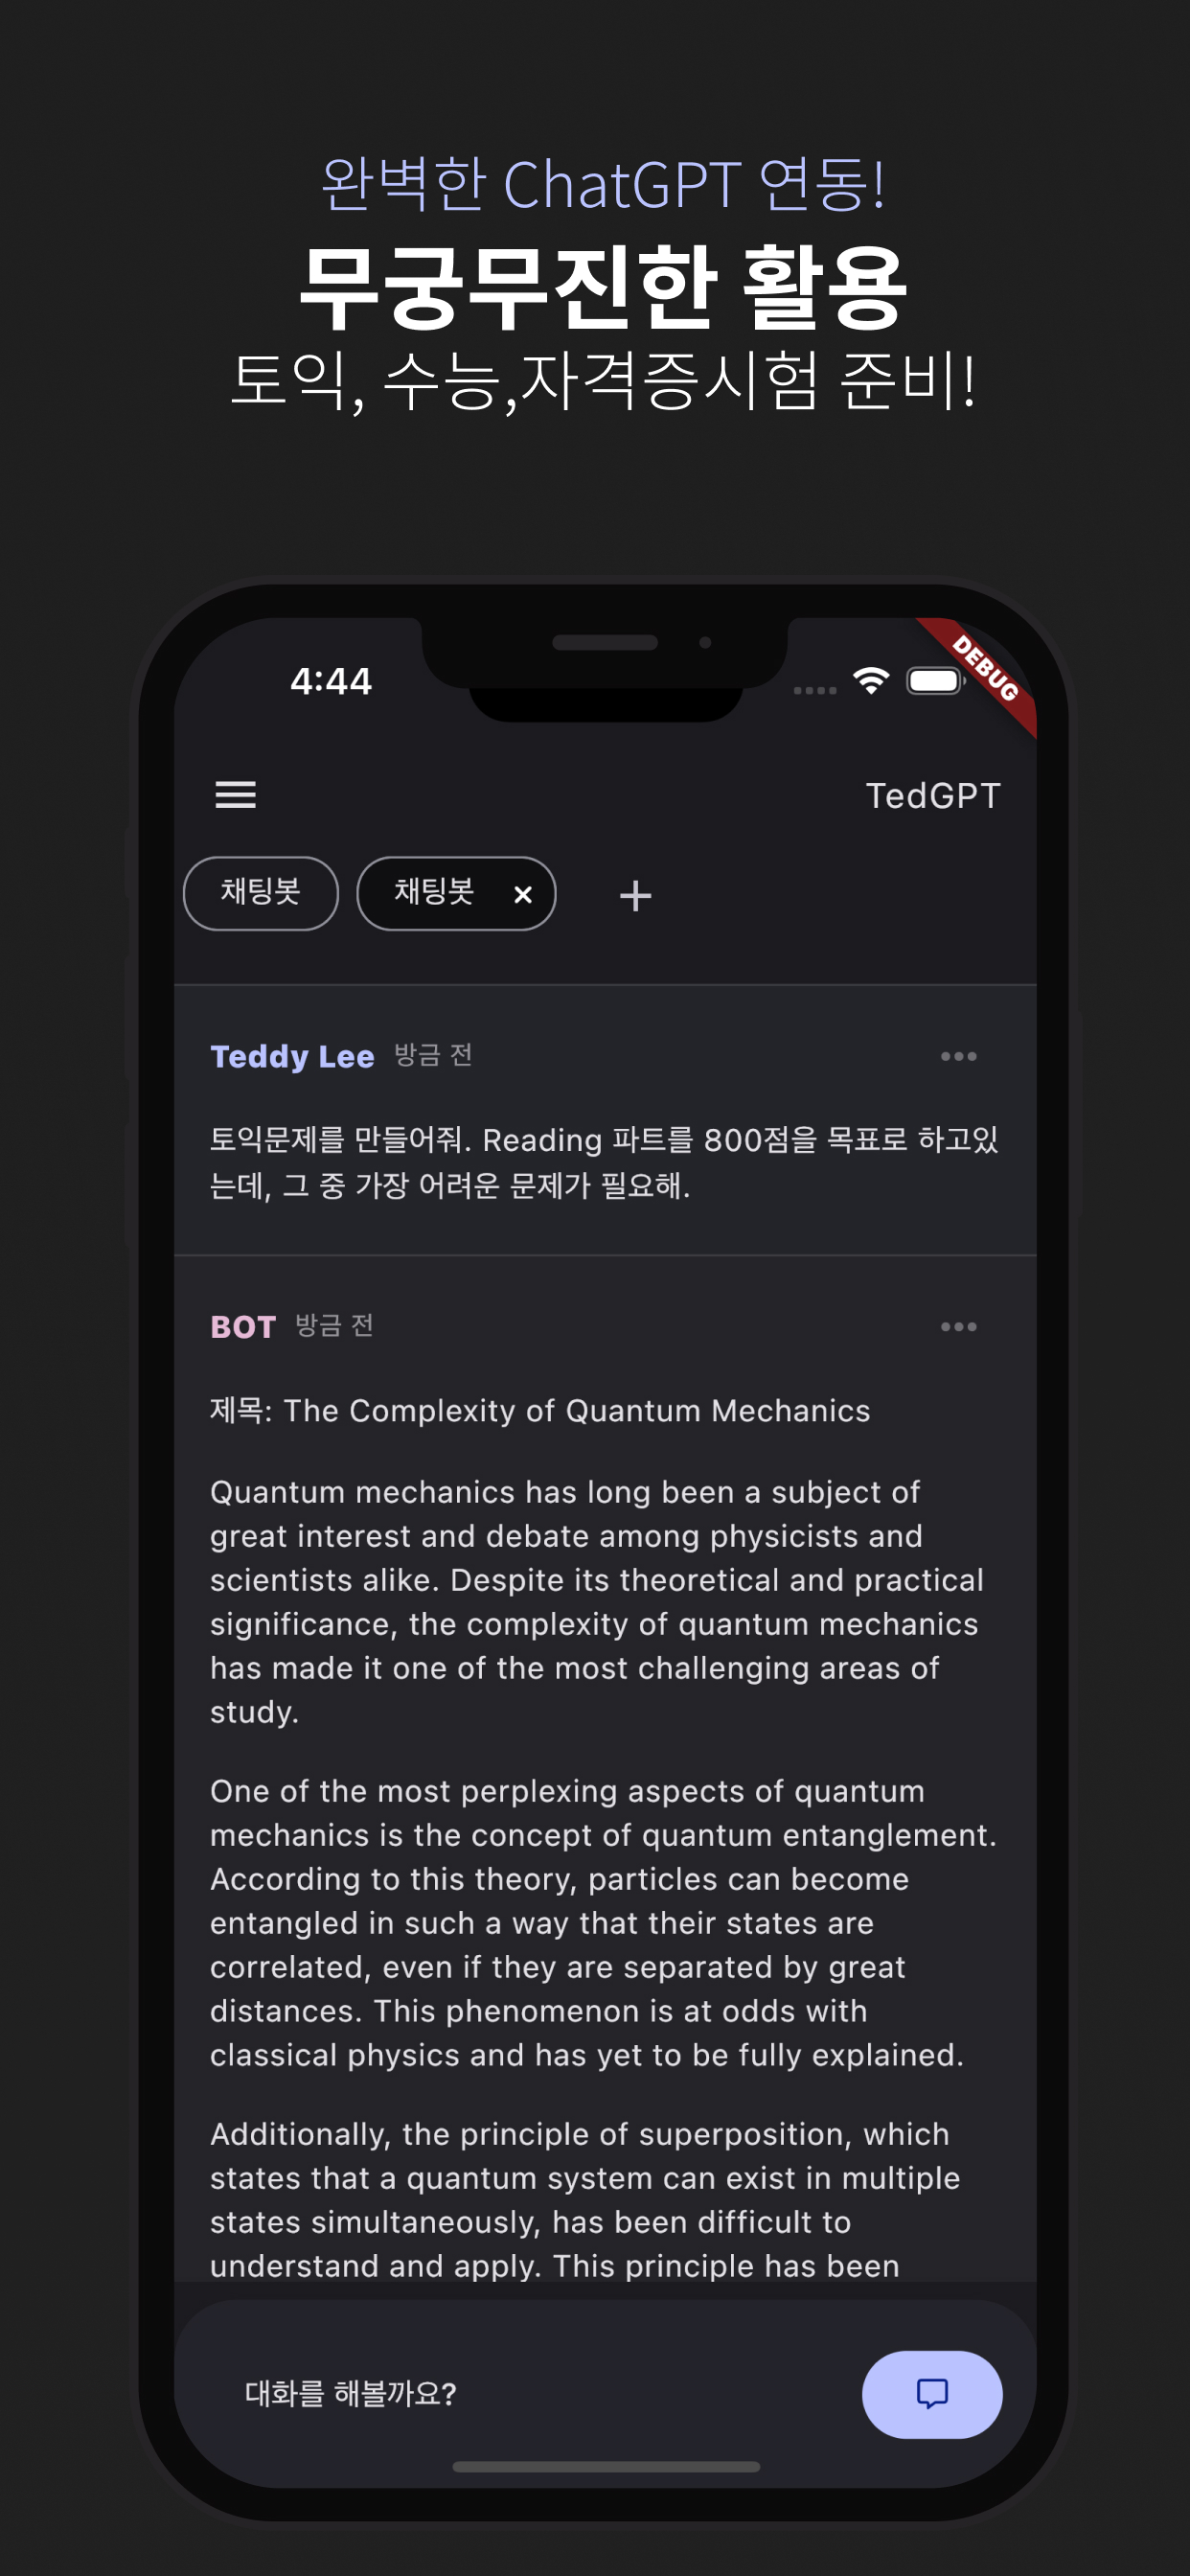 완벽한 ChatGPT 연동!
무궁무진한 활용
토익, 수능,자격증시험 준비!
4:44
DEBUG
TedGPT
채팅봇 채팅봇 ×
+
Teddy Lee 방금 전
토익문제를 만들어줘. Reading 파트를 800점을 목표로 하고있
는데, 그 중 가장 어려운 문제가 필요해.
BOT 방금 전
제목: The Complexity of Quantum Mechanics
Quantum mechanics has long been a subject of
great interest and debate among physicists and
scientists alike. Despite its theoretical and practical
significance, the complexity of quantum mechanics
has made it one of the most challenging areas of
study.
One of the most perplexing aspects of quantum
mechanics is the concept of quantum entanglement.
According to this theory, particles can become
entangled in such a way that their states are
correlated, even if they are separated by great
distances. This phenomenon is at odds with
classical physics and has yet to be fully explained.
Additionally, the principle of superposition, which
states that a quantum system can exist in multiple
states simultaneously, has been difficult to
understand and apply. This principle has been
대화를 해볼까요?